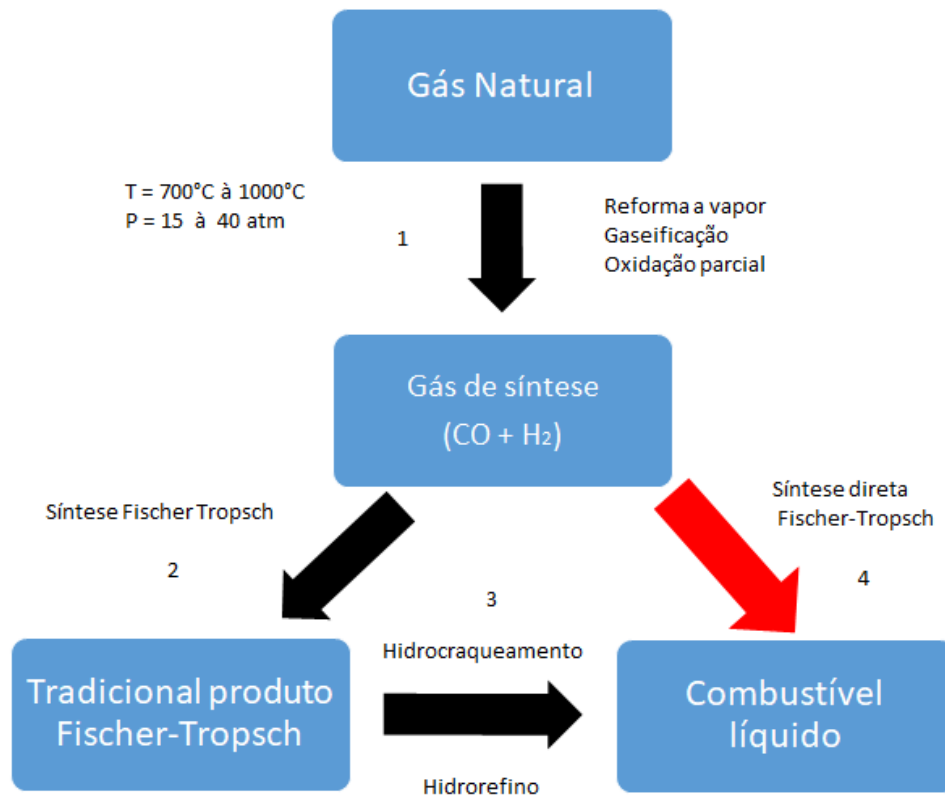 Gás Natural
T = 700°C à 1000°C
P = 15 à 40 atm
1
Reforma a vapor
Gaseificação
Oxidação parcial
Gás de síntese
(CO + H₂)
Síntese Fischer Tropsch
2
Síntese direta
Fischer-Tropsch
4
3
Hidrocraqueamento
Tradicional produto
Fischer-Tropsch
Combustível
líquido
Hidrorefino